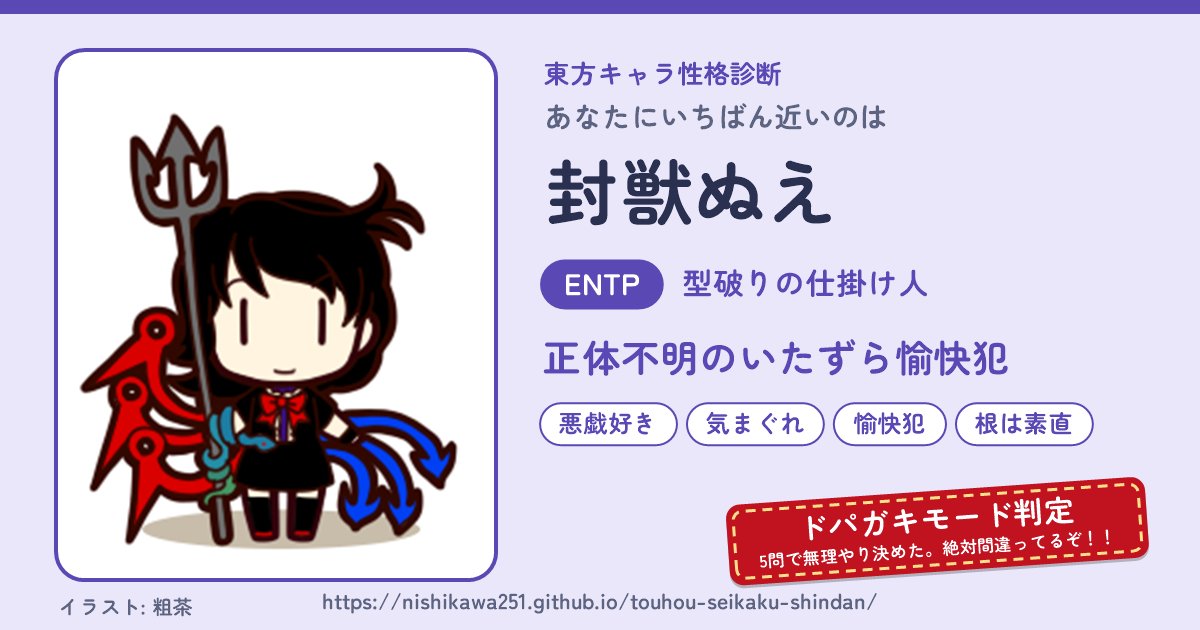 東方キャラ性格診断
あなたにいちばん近いのは
封獣ぬえ
ENTP 型破りの仕掛け人
正体不明のいたずら愉快犯
悪戯好き 気まぐれ 愉快犯 根は素直
ドパガキモード判定
5問で無理やり決めた。絶対間違ってるぞ！！
イラスト: 粗茶
https://nishikawa251.github.io/touhou-seikaku-shindan/